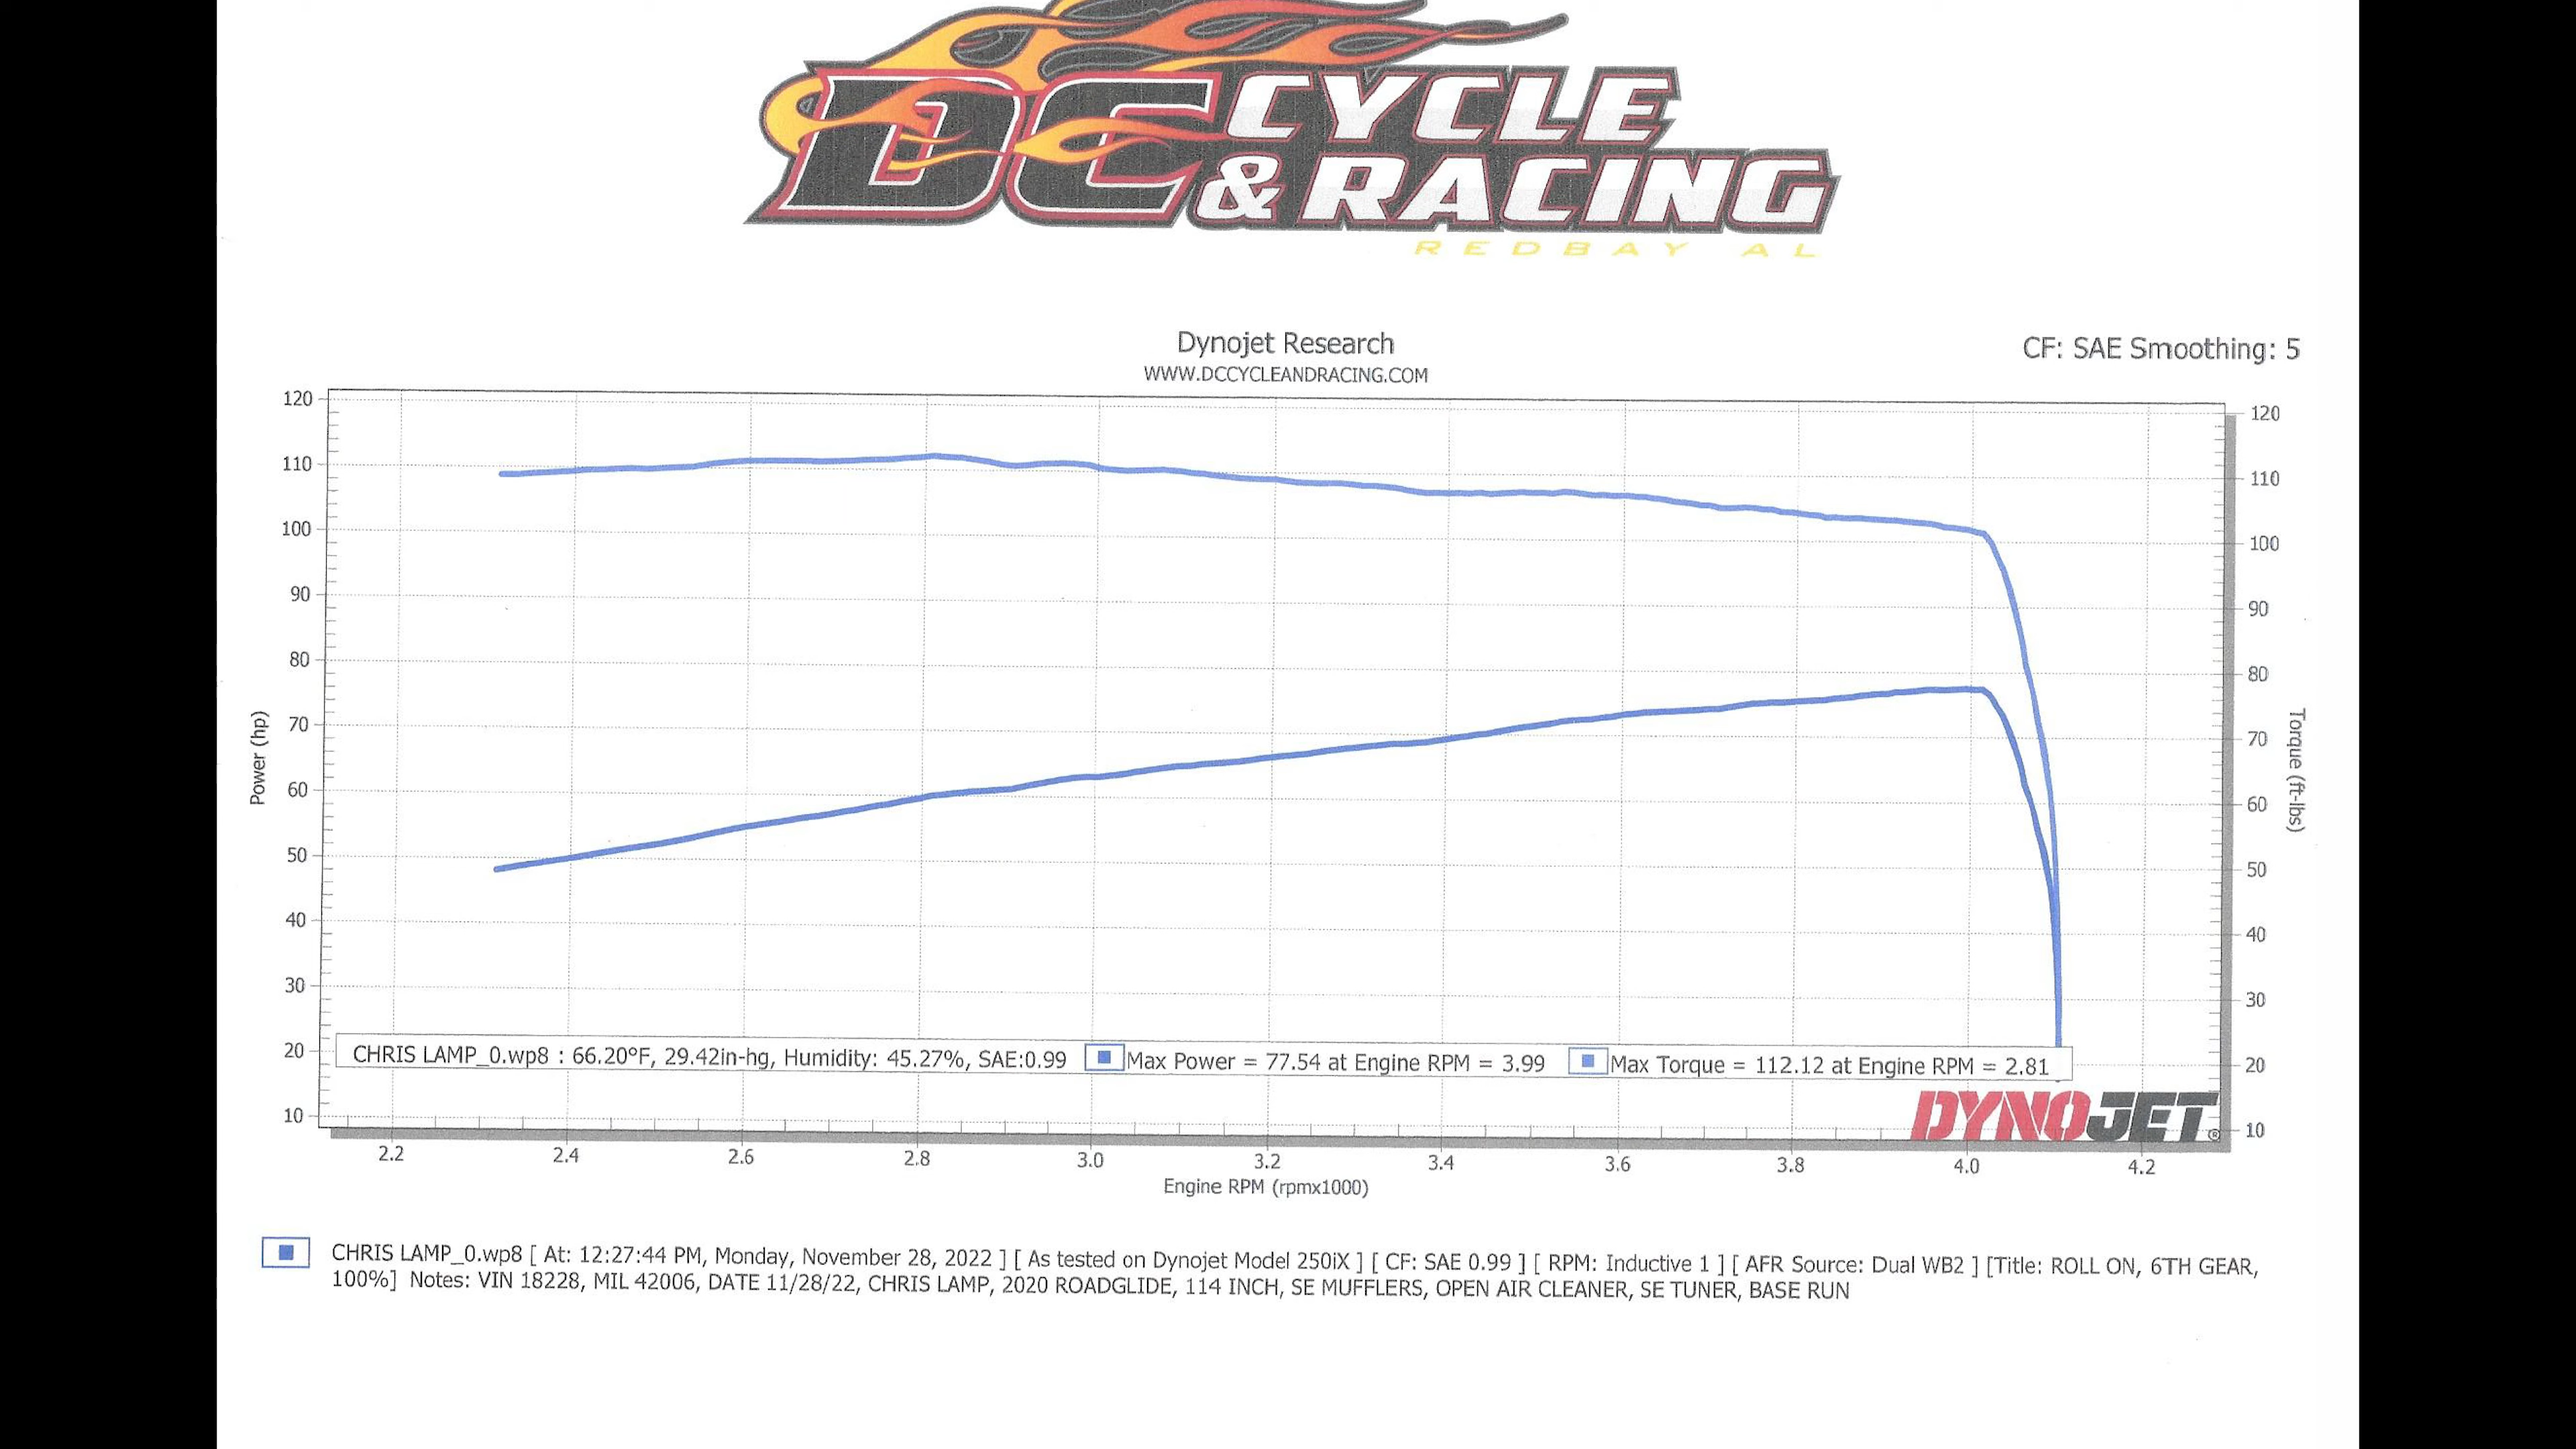 DC CYCLE
& RACING
REDBAY AL
Dynojet Research
WWW.DCCYCLEANDRACING.COM
CF: SAE Smoothing: 5
120
110
100
90
80
70
60
50
40
30
20
10
Power (hp)
120
110
100
90
80
70
60
50
40
30
20
10
Torque (ft-lbs)
CHRIS LAMP_0.wp8 : 66.20°F, 29.42in-hg, Humidity: 45.27%, SAE:0.99 Max Power = 77.54 at Engine RPM = 3.99 Max Torque = 112.12 at Engine RPM = 2.81
DYNOJET®
2.2 2.4 2.6 2.8 3.0 3.2 3.4 3.6 3.8 4.0 4.2
Engine RPM (rpmx1000)
CHRIS LAMP_0.wp8 [ At: 12:27:44 PM, Monday, November 28, 2022 ] [ As tested on Dynojet Model 250iX ] [ CF: SAE 0.99 ] [ RPM: Inductive 1 ] [ AFR Source: Dual WB2 ] [Title: ROLL ON, 6TH GEAR,
100%] Notes: VIN 18228, MIL 42006, DATE 11/28/22, CHRIS LAMP, 2020 ROADGLIDE, 114 INCH, SE MUFFLERS, OPEN AIR CLEANER, SE TUNER, BASE RUN